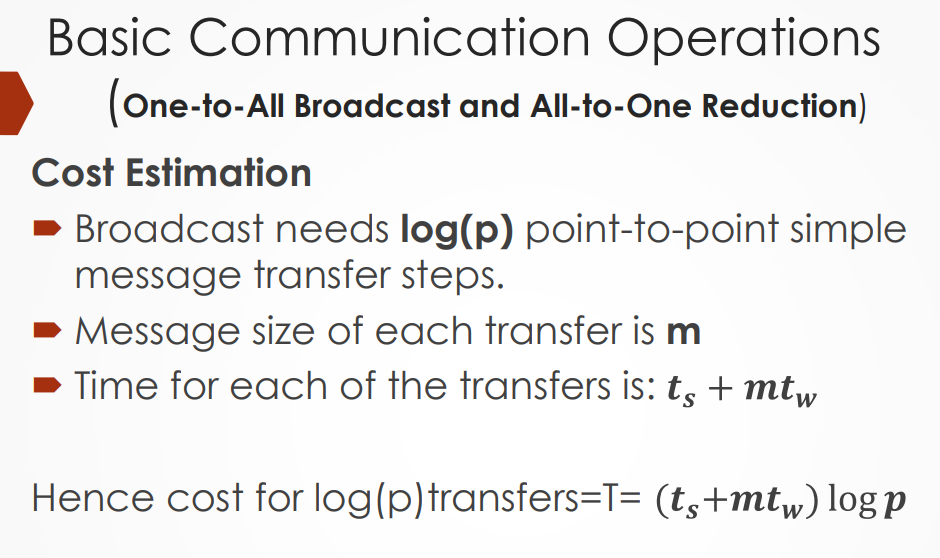 Basic Communication Operations
(One-to-All Broadcast and All-to-One Reduction)
Cost Estimation
Broadcast needs log(p) point-to-point simple
message transfer steps.
Message size of each transfer is m
Time for each of the transfers is: tₛ + mt_w
Hence cost for log(p)transfers=T= (tₛ+mt_w) log p